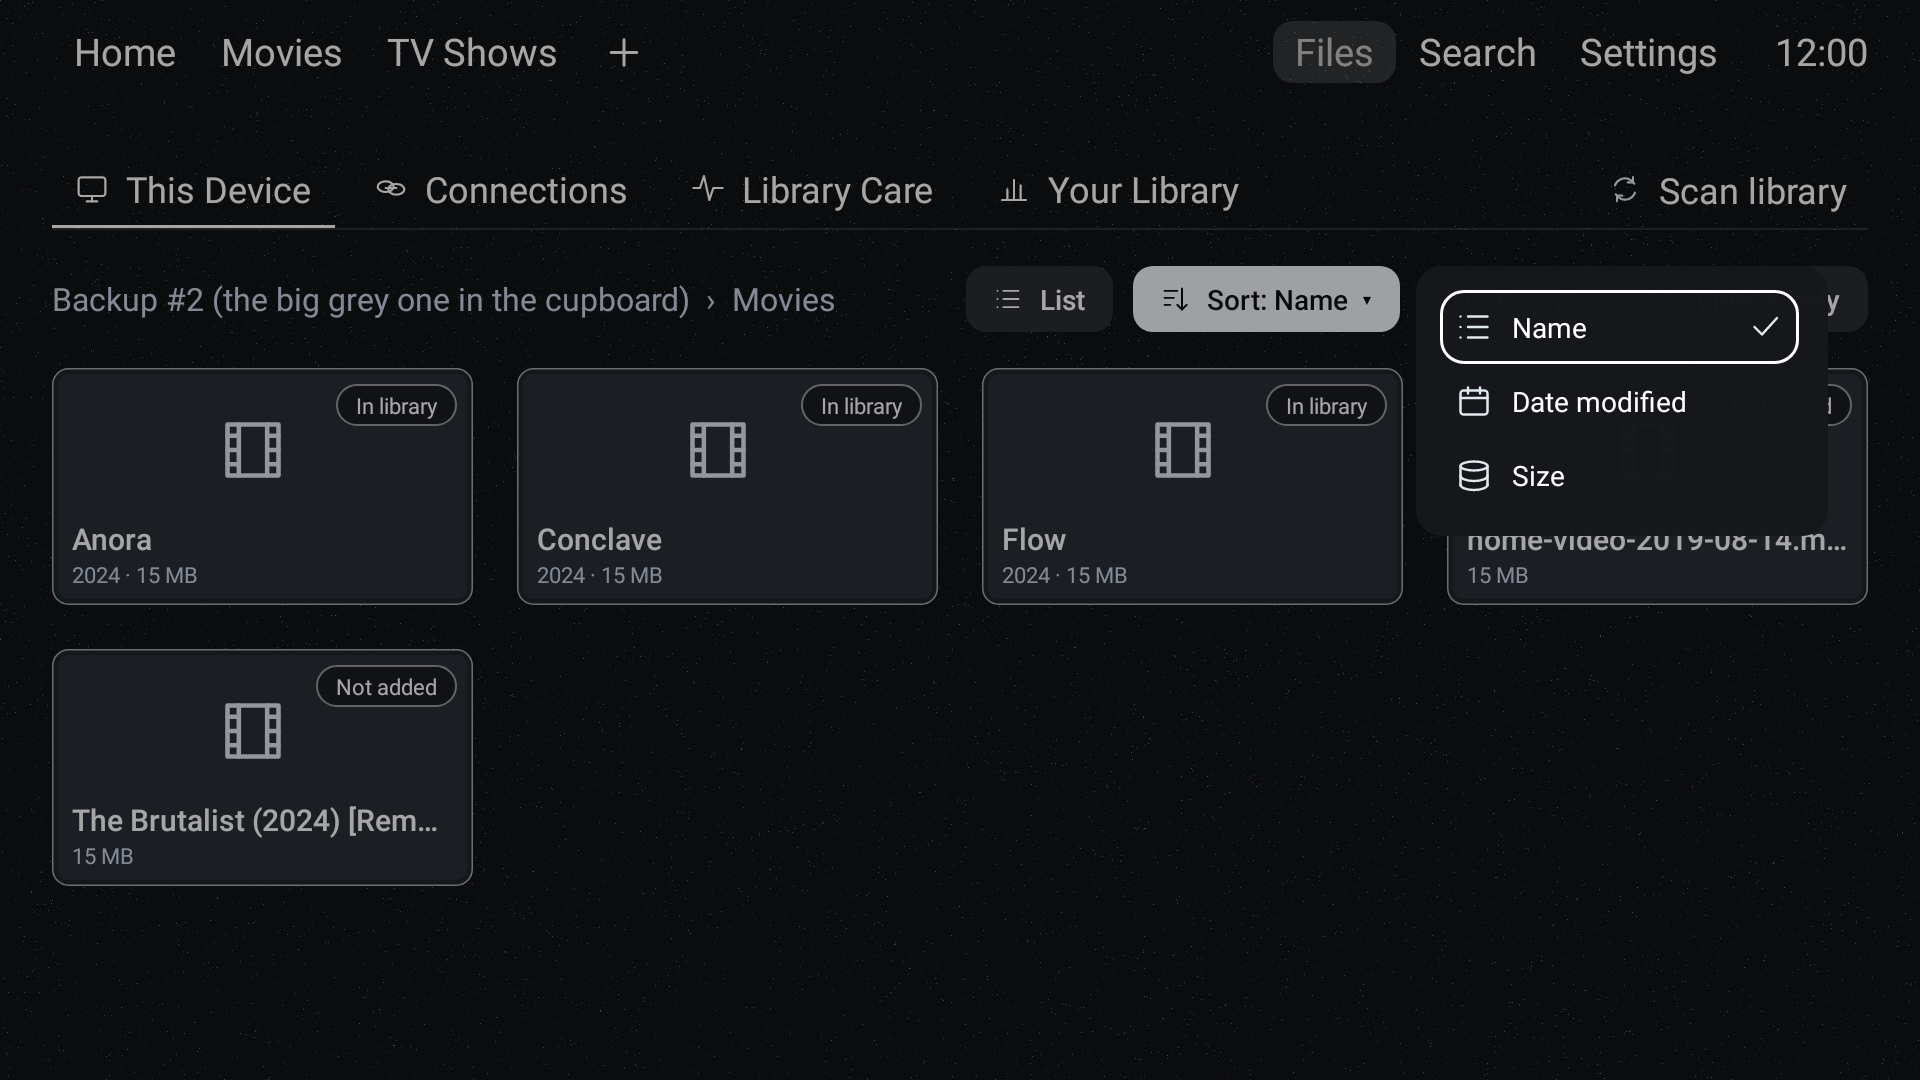 Home Movies TV Shows + Files Search Settings 12:00
This Device Connections Library Care Your Library Scan library
Backup #2 (the big grey one in the cupboard) › Movies List Sort: Name ▾
Name
Date modified
Size
In library
Anora
2024 · 15 MB
In library
Conclave
2024 · 15 MB
In library
Flow
2024 · 15 MB
home-video-2019-08-14.m...
15 MB
Not added
The Brutalist (2024) [Rem...
15 MB